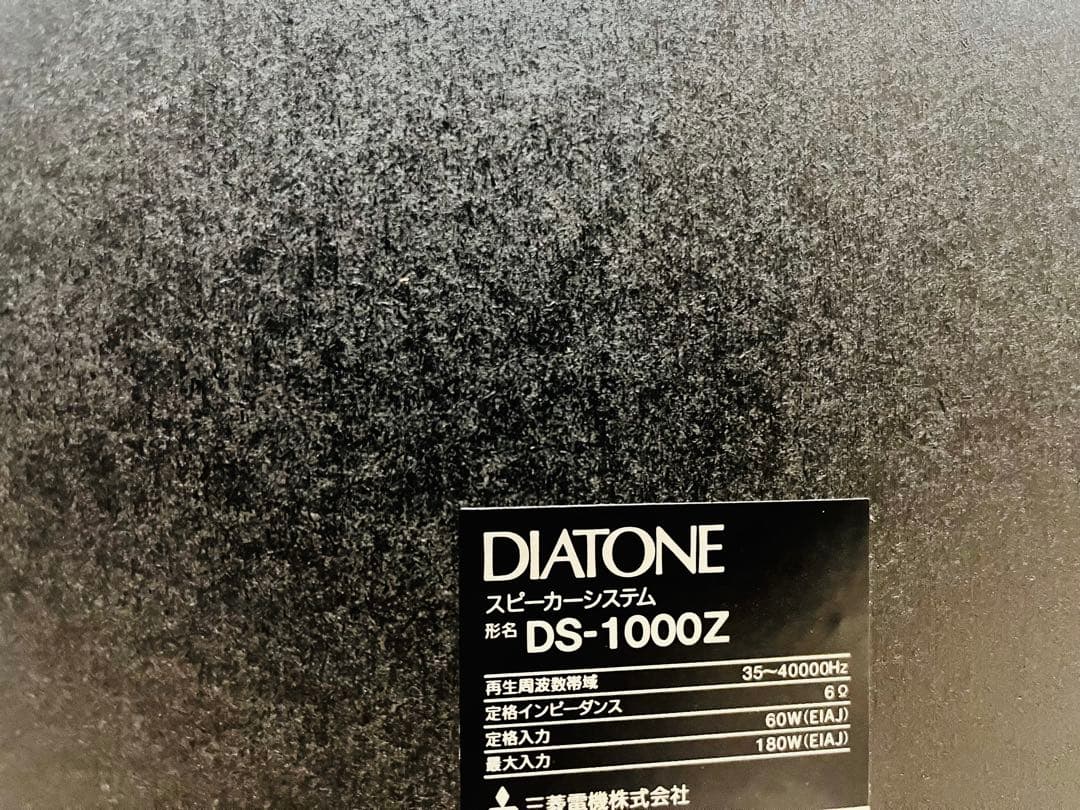 DIATONE
スピーカーシステム
形名 DS-1000Z
再生周波数帯域 35〜40000Hz
定格インピーダンス 6Ω
定格入力 60W(EIAJ)
最大入力 180W(EIAJ)
三菱電機株式会社